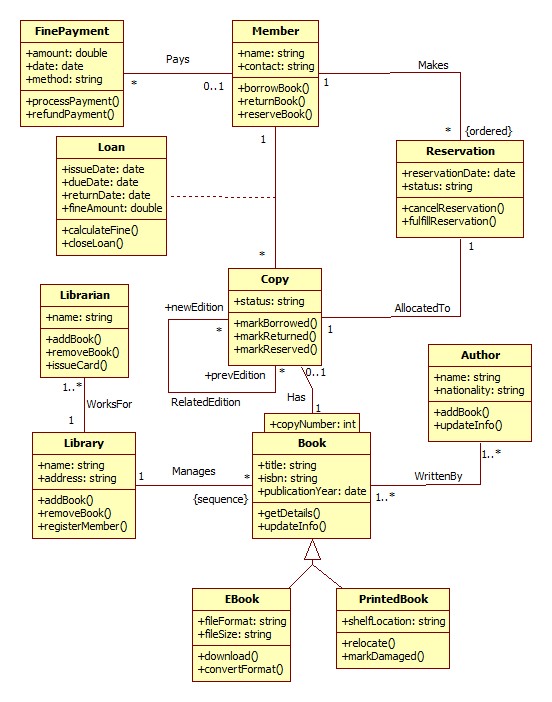 FinePayment
+amount: double
+date: date
+method: string
+processPayment()
+refundPayment()
Pays
*
0..1
Member
+name: string
+contact: string
+borrowBook()
+returnBook()
+reserveBook()
1
Makes
*
{ordered}
1
Loan
+issueDate: date
+dueDate: date
+returnDate: date
+fineAmount: double
+calculateFine()
+closeLoan()
Reservation
+reservationDate: date
+status: string
+cancelReservation()
+fulfillReservation()
1
*
Copy
+status: string
+markBorrowed()
+markReturned()
+markReserved()
1
AllocatedTo
+newEdition
*
+prevEdition
*
RelatedEdition
0..1
Has
1
Librarian
+name: string
+addBook()
+removeBook()
+issueCard()
1..*
WorksFor
1
Author
+name: string
+nationality: string
+addBook()
+updateInfo()
1..*
WrittenBy
1..*
Library
+name: string
+address: string
+addBook()
+removeBook()
+registerMember()
1
Manages
*
{sequence}
+copyNumber: int
Book
+title: string
+isbn: string
+publicationYear: date
+getDetails()
+updateInfo()
EBook
+fileFormat: string
+fileSize: string
+download()
+convertFormat()
PrintedBook
+shelfLocation: string
+relocate()
+markDamaged()